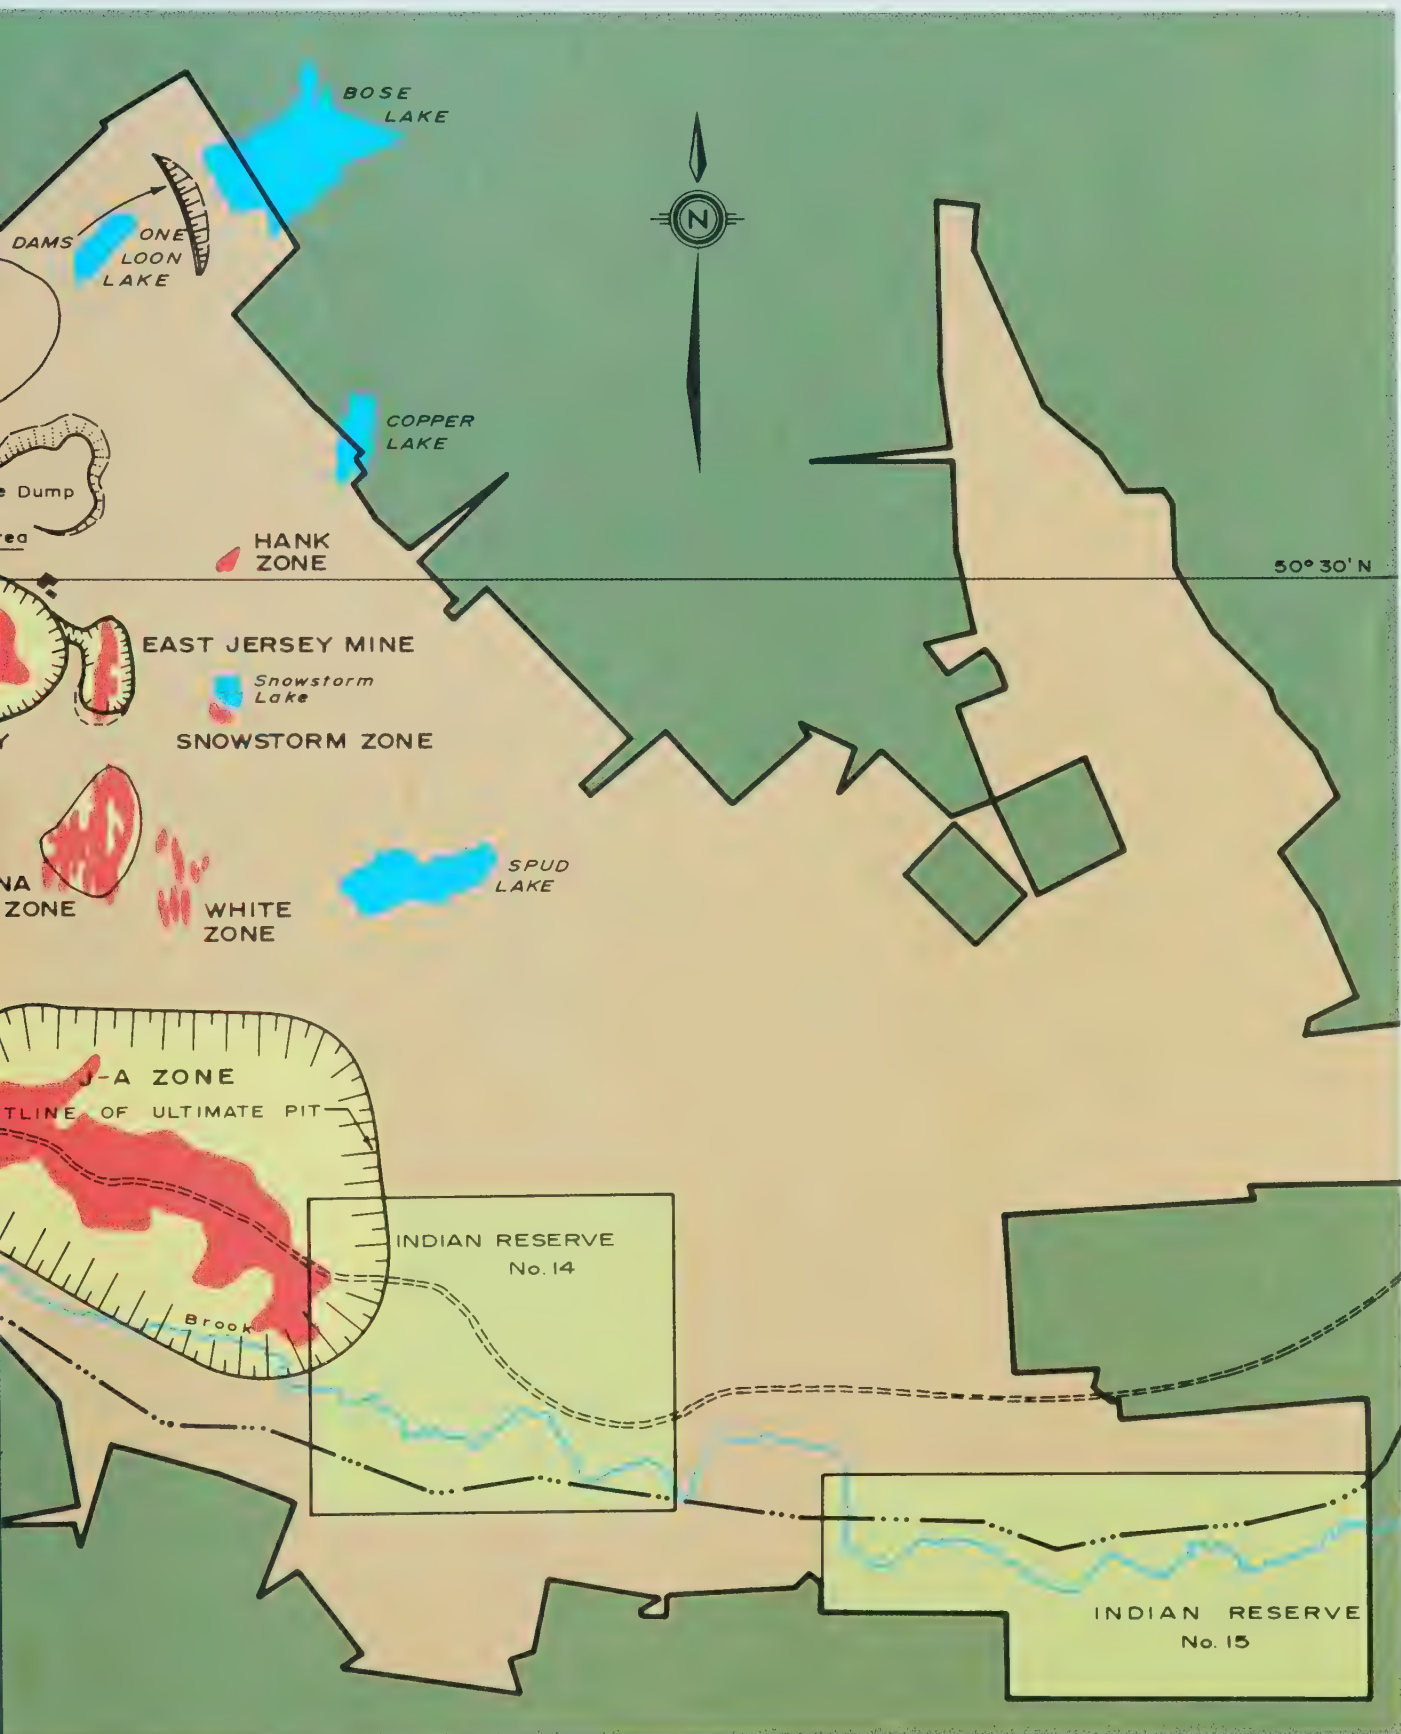 BOSE
LAKE
N
DAMS
ONE
LOON
LAKE
COPPER
LAKE
Dump
HANK
ZONE
50° 30' N
EAST JERSEY MINE
Snowstorm
Lake
SNOWSTORM ZONE
SPUD
LAKE
ZONE
WHITE
ZONE
J-A ZONE
OF ULTIMATE PIT
INDIAN RESERVE
No. 14
Brook
INDIAN RESERVE
No. 15